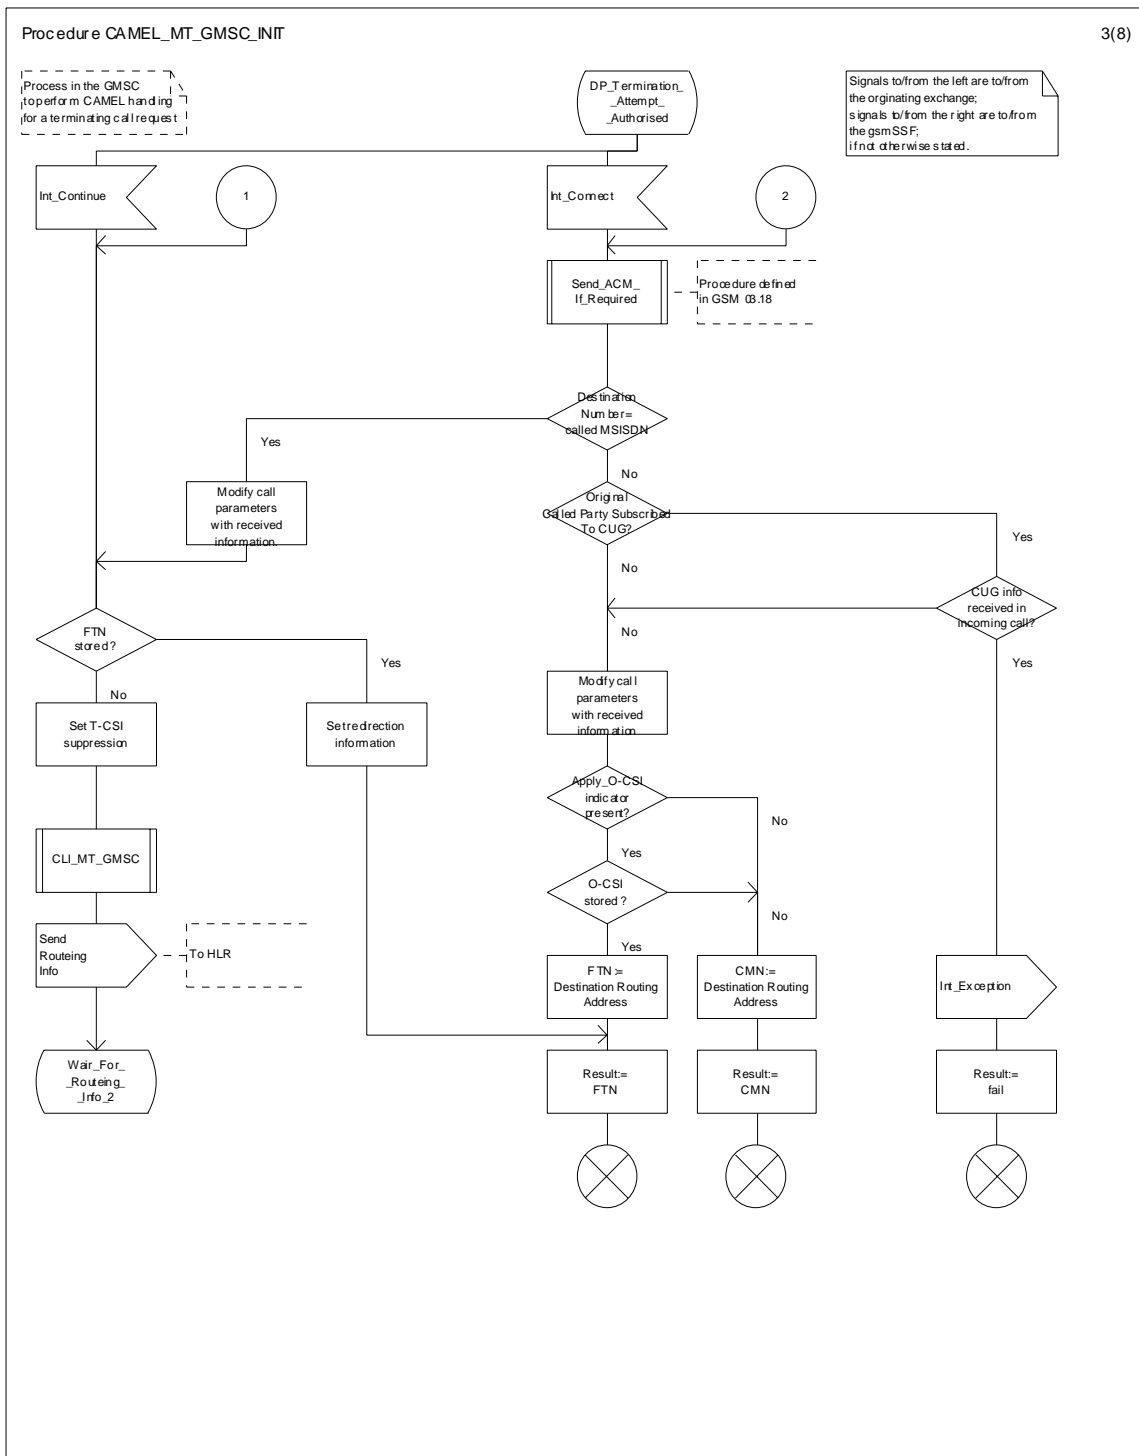 Procedure CAMEL_MT_GMSC_INIT
3(8)
Process in the GMSC
to perform CAMEL handling
for a terminating call request
DP_Termination_
_Attempt_
_Authorised
Signals to/from the left are to/from
the orginating exchange;
signals to/from the right are to/from
the gsmSSF;
if not otherwise stated.
Int_Continue
1
Int_Connect
2
Send_ACM_
If_Required
Procedure defined
in GSM 03.18
Destination
Number=
called MSISDN
Yes
No
Modify call
parameters
with received
information.
Original
Called Party Subscribed
To CUG?
Yes
No
CUG info
received in
incoming call?
No
Yes
FTN
stored?
Yes
No
Modify call
parameters
with received
information
Set T-CSI
suppression
Set redirection
information
Apply_O-CSI
indicator
present?
No
Yes
CLI_MT_GMSC
O-CSI
stored?
No
Yes
Send
Routeing
Info
To HLR
FTN:=
Destination Routing
Address
CMN:=
Destination Routing
Address
Int_Exception
Wair_For_
_Routeing_
_Info_2
Result:=
FTN
Result:=
CMN
Result:=
fail